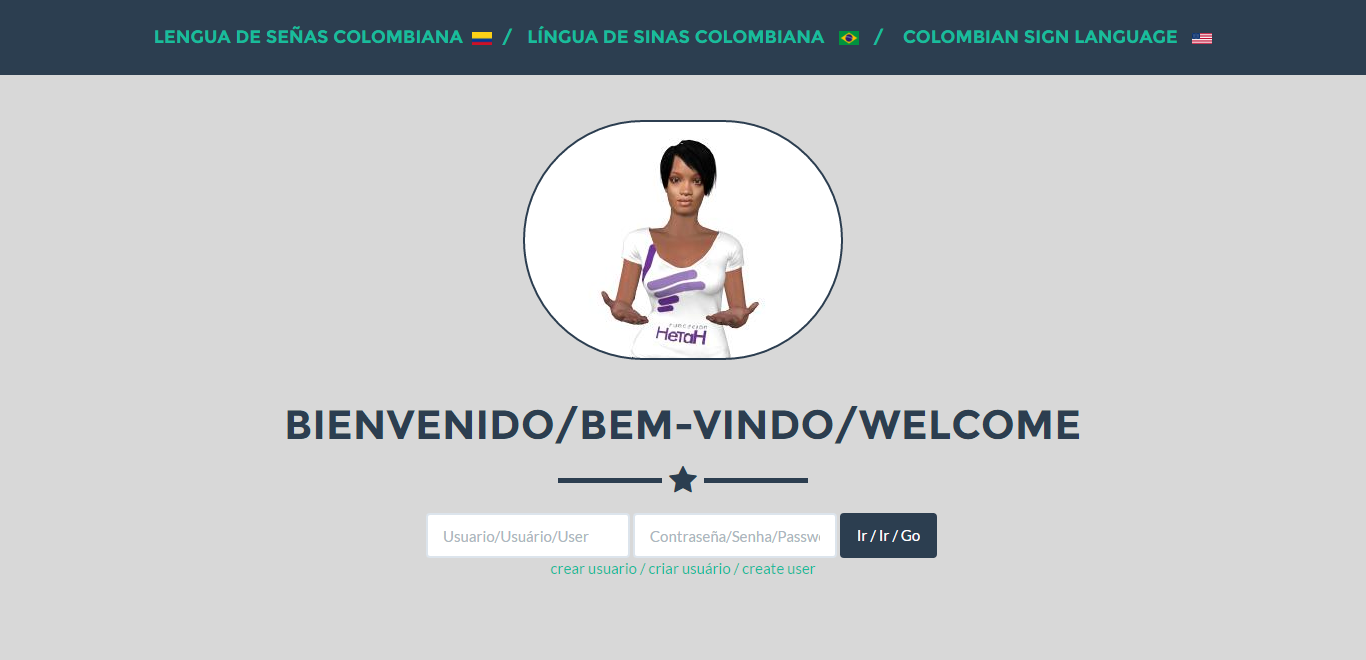 LENGUA DE SEÑAS COLOMBIANA / LÍNGUA DE SINAS COLOMBIANA / COLOMBIAN SIGN LANGUAGE
FUNDACIÓN
HETAH
BIENVENIDO/BEM-VINDO/WELCOME
Usuario/Usuário/User Contraseña/Senha/Passw Ir / Ir / Go
crear usuario / criar usuário / create user